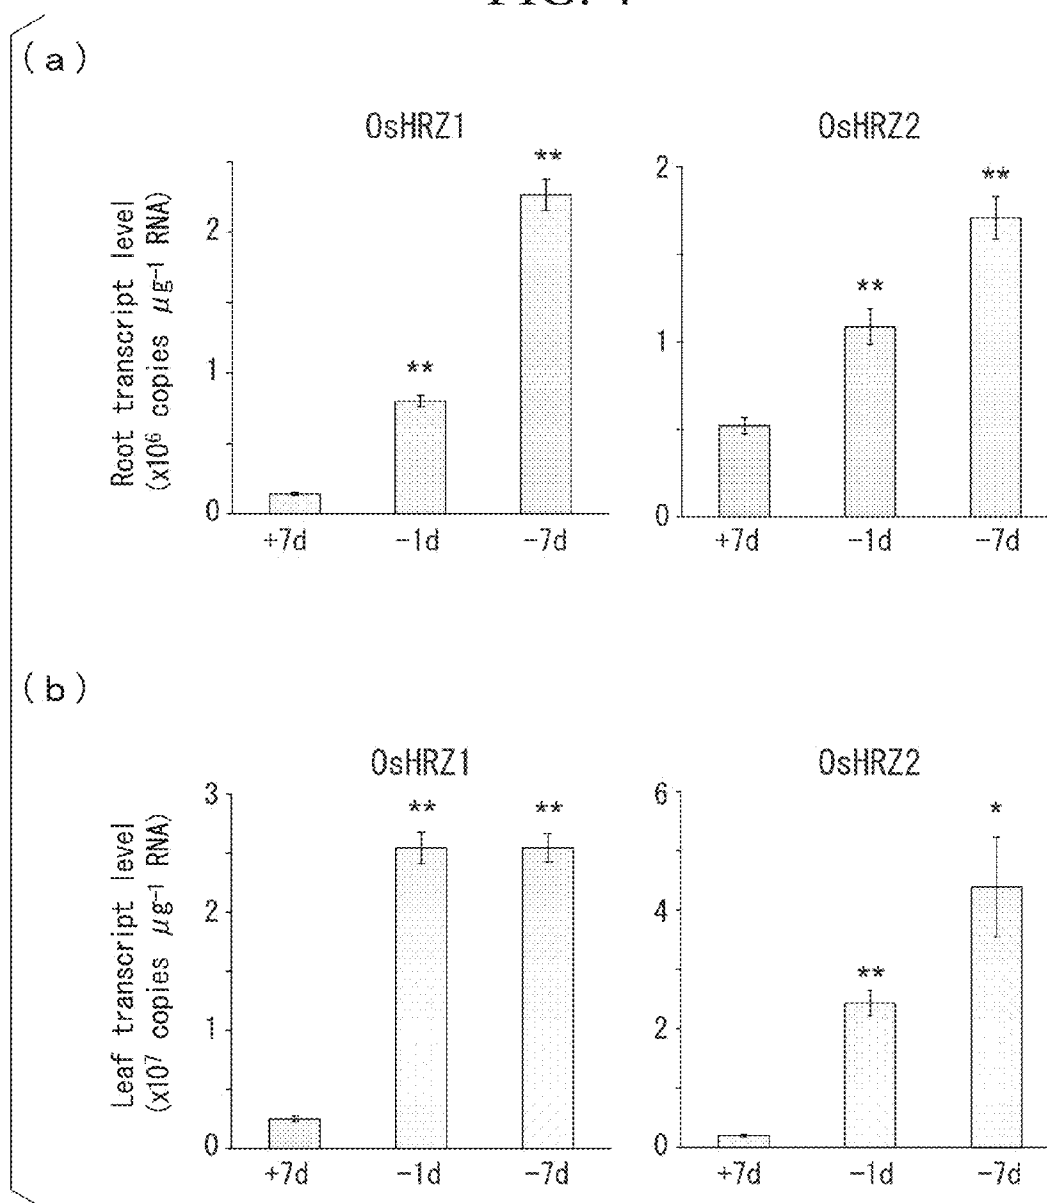 FIG. 4
(a)
OsHRZ1
OsHRZ2
Root transcript level
(x10⁶ copies μg⁻¹ RNA)
2
1
0
**
**
+7d -1d -7d
2
1
0
**
**
+7d -1d -7d
(b)
OsHRZ1
OsHRZ2
Leaf transcript level
(x10⁷ copies μg⁻¹ RNA)
3
2
1
0
**
**
+7d -1d -7d
6
4
2
0
**
*
+7d -1d -7d